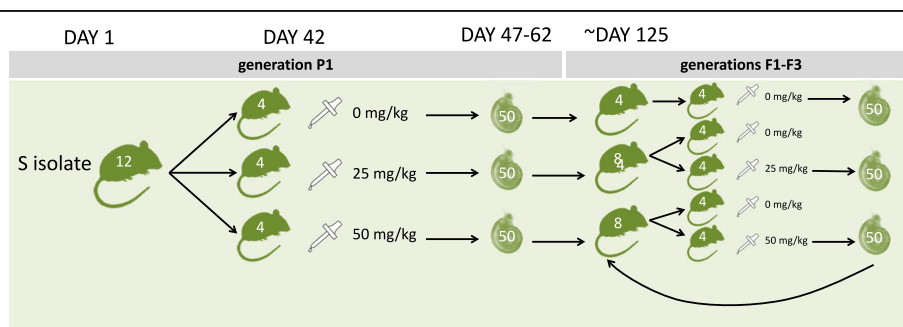 DAY 1 DAY 42 DAY 47-62 ~DAY 125
generation P1 generations F1-F3
4 0 mg/kg 50 4 4 0 mg/kg 50
4 0 mg/kg
S isolate 12 4 25 mg/kg 50 8 4 4 25 mg/kg 50
4 0 mg/kg
4 50 mg/kg 50 8 4 50 mg/kg 50